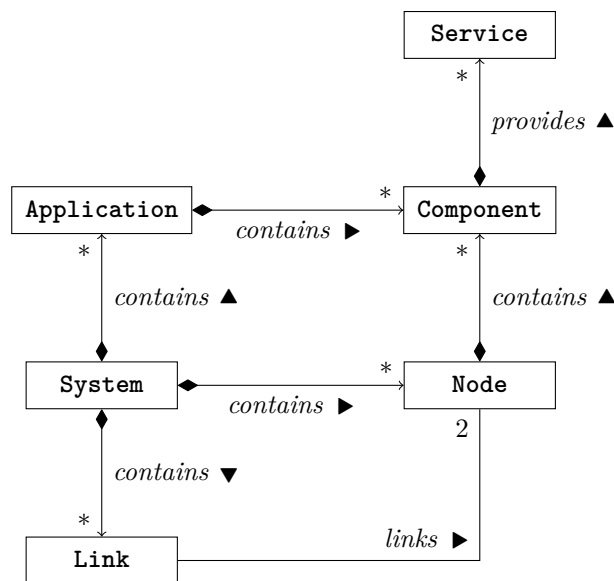 Service
*
provides ▲
Application
*
Component
contains ►
*
*
contains ▲
contains ▲
System
*
Node
contains ►
2
contains ▼
*
links ►
Link